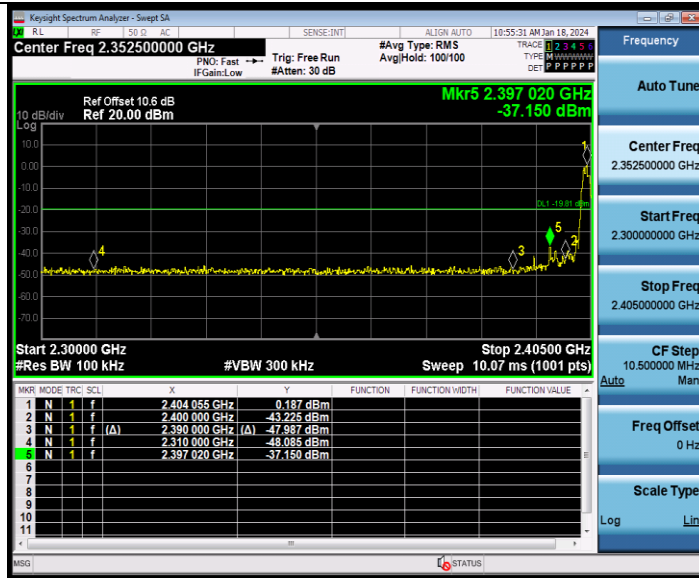 Keysight Spectrum Analyzer - Swept SA
RL RF 50 Ω AC SENSE:INT ALIGN AUTO 10:55:31 AM Jan 18, 2024
Center Freq 2.352500000 GHz
PNO: Fast
IFGain:Low
Trig: Free Run
#Atten: 30 dB
#Avg Type: RMS
Avg|Hold: 100/100
TRACE 1 2 3 4 5 6
TYPE M
DET P P P P P P
Ref Offset 10.6 dB
10 dB/div Ref 20.00 dBm
Log
Mkr5 2.397 020 GHz
-37.150 dBm
10.0
0.00
-10.0
-20.0
-30.0
-40.0
-50.0
-60.0
-70.0
DL1 -19.81 dBm
1
5
2
3
4
Start 2.30000 GHz Stop 2.40500 GHz
#Res BW 100 kHz #VBW 300 kHz Sweep 10.07 ms (1001 pts)
MKR MODE TRC SCL X Y FUNCTION FUNCTION WIDTH FUNCTION VALUE
1 N 1 f 2.404 055 GHz 0.187 dBm
2 N 1 f 2.400 000 GHz -43.225 dBm
3 N 1 f (Δ) 2.390 000 GHz (Δ) -47.987 dBm
4 N 1 f 2.310 000 GHz -48.085 dBm
5 N 1 f 2.397 020 GHz -37.150 dBm
6
7
8
9
10
11
MSG STATUS
Frequency
Auto Tune
Center Freq
2.352500000 GHz
Start Freq
2.300000000 GHz
Stop Freq
2.405000000 GHz
CF Step
10.500000 MHz
Auto Man
Freq Offset
0 Hz
Scale Type
Log Lin